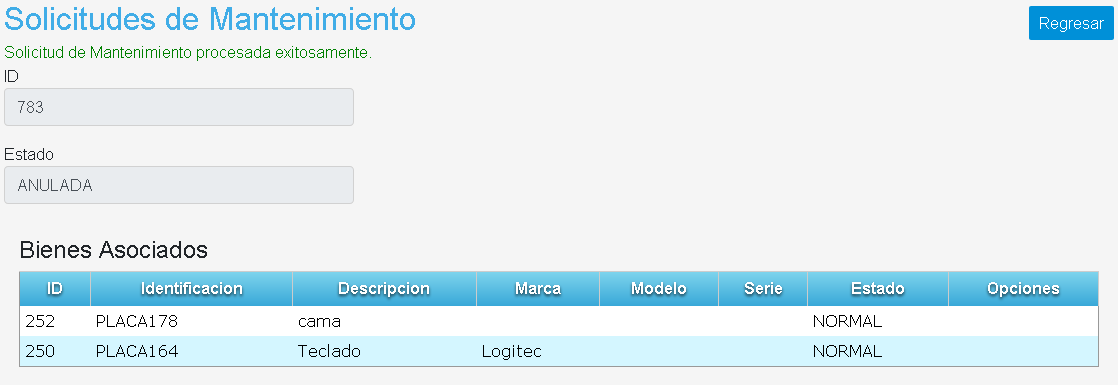 Solicitudes de Mantenimiento
Regresar
Solicitud de Mantenimiento procesada exitosamente.
ID
783
Estado
ANULADA
Bienes Asociados
ID Identificacion Descripcion Marca Modelo Serie Estado Opciones
252 PLACA178 cama NORMAL
250 PLACA164 Teclado Logitec NORMAL